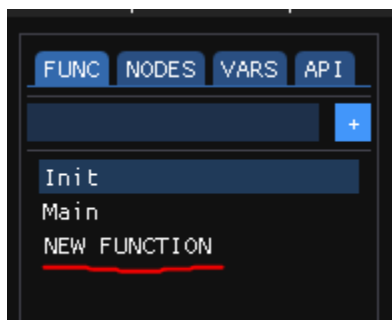 FUNC NODES VARS API
+
Init
Main
NEW FUNCTION